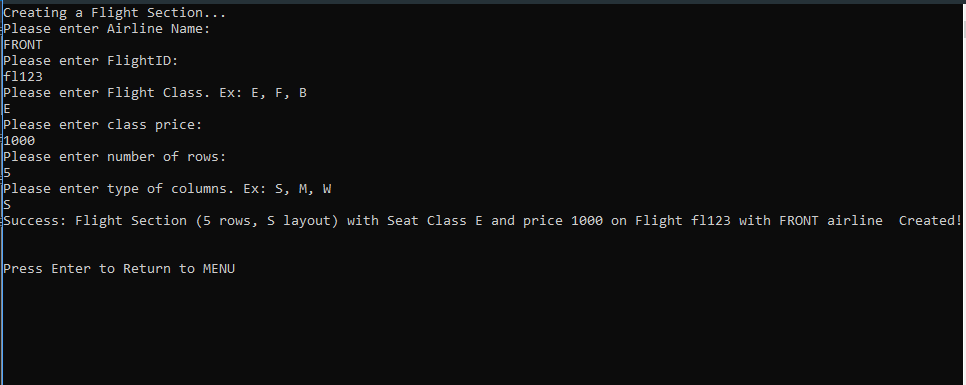 Creating a Flight Section...
Please enter Airline Name:
FRONT
Please enter FlightID:
fl123
Please enter Flight Class. Ex: E, F, B
E
Please enter class price:
1000
Please enter number of rows:
5
Please enter type of columns. Ex: S, M, W
S
Success: Flight Section (5 rows, S layout) with Seat Class E and price 1000 on Flight fl123 with FRONT airline  Created!
Press Enter to Return to MENU